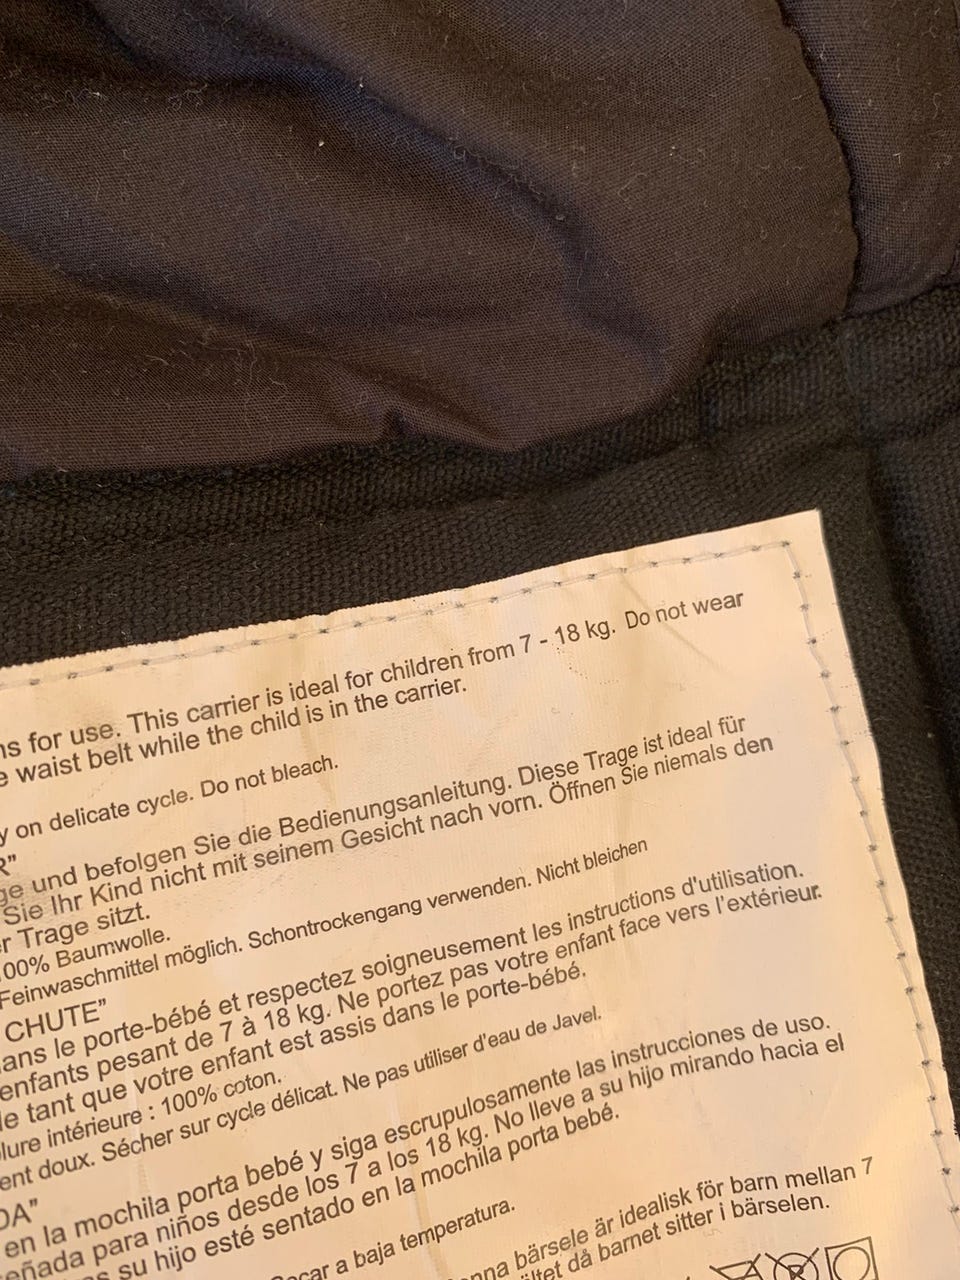 for use. This carrier is ideal for children from 7 - 18 kg. Do not wear
waist belt while the child is in the carrier.
y on delicate cycle. Do not bleach.
R”
ge und befolgen Sie die Bedienungsanleitung. Diese Trage ist ideal für
Sie Ihr Kind nicht mit seinem Gesicht nach vorn. Öffnen Sie niemals den
er Trage sitzt.
00% Baumwolle.
Feinwaschmittel möglich. Schontrockengang verwenden. Nicht bleichen
CHUTE”
ans le porte-bébé et respectez soigneusement les instructions d'utilisation.
enfants pesant de 7 à 18 kg. Ne portez pas votre enfant face vers l'extérieur.
le tant que votre enfant est assis dans le porte-bébé.
lure intérieure : 100% coton.
ent doux. Sécher sur cycle délicat. Ne pas utiliser d'eau de Javel.
DA”
en la mochila porta bebé y siga escrupulosamente las instrucciones de uso.
eñada para niños desde los 7 a los 18 kg. No lleve a su hijo mirando hacia el
su hijo esté sentado en la mochila porta bebé.
ocar a baja temperatura.
nna bärsele är idealisk för barn mellan 7
ltet då barnet sitter i bärselen.